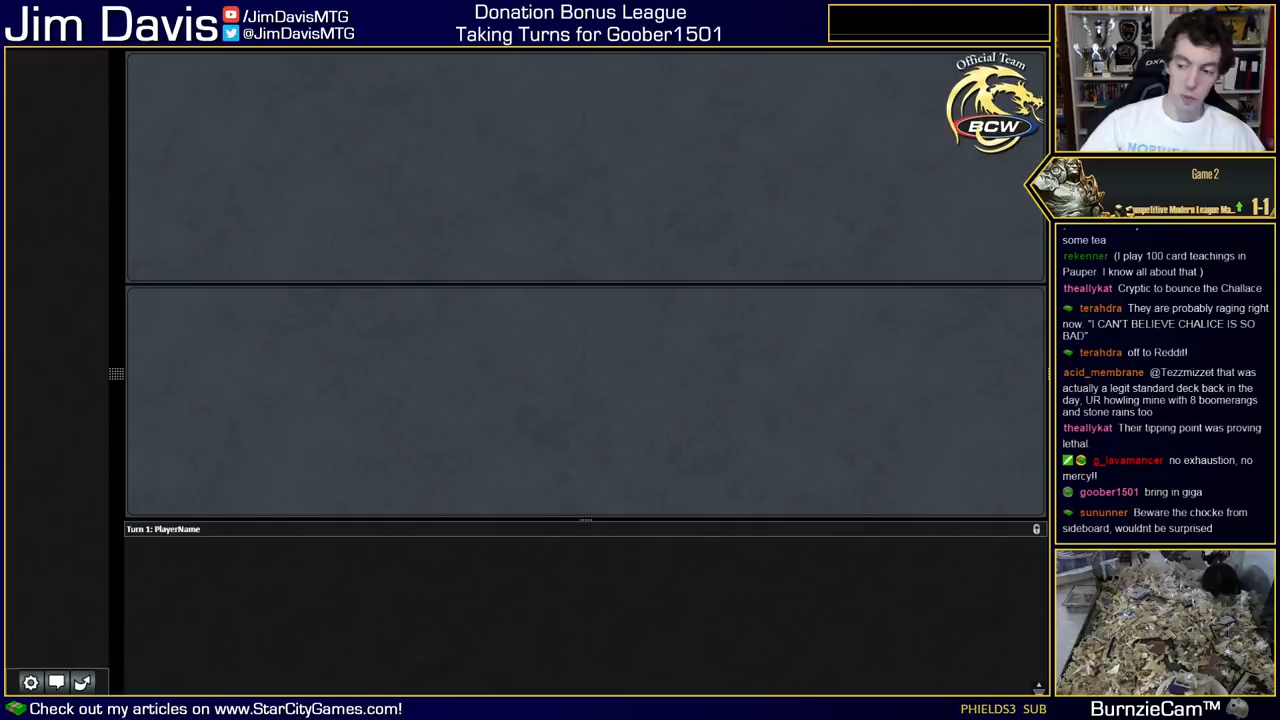 Jim Davis
/JimDavisMTG
@JimDavisMTG
Donation Bonus League
Taking Turns for Goober1501
Official Team
BCW
Game 2
Competitive Modern League Ma...
1-1
some tea
rekenner (I play 100 card teachings in
Pauper. I know all about that )
theallykat Cryptic to bounce the Challace
terahdra They are probably raging right
now. "I CAN'T BELIEVE CHALICE IS SO
BAD"
terahdra off to Reddit!
acid_membrane @Tezzmizzet that was
actually a legit standard deck back in the
day, UR howling mine with 8 boomerangs
and stone rains too
theallykat Their tipping point was proving
lethal.
g_lavamancer no exhaustion, no
mercy!!
goober1501 bring in giga
sununner Beware the chocke from
sideboard, wouldnt be surprised
Turn 1: PlayerName
Check out my articles on www.StarCityGames.com!
PHIELDS3 SUB
BurnzieCam™